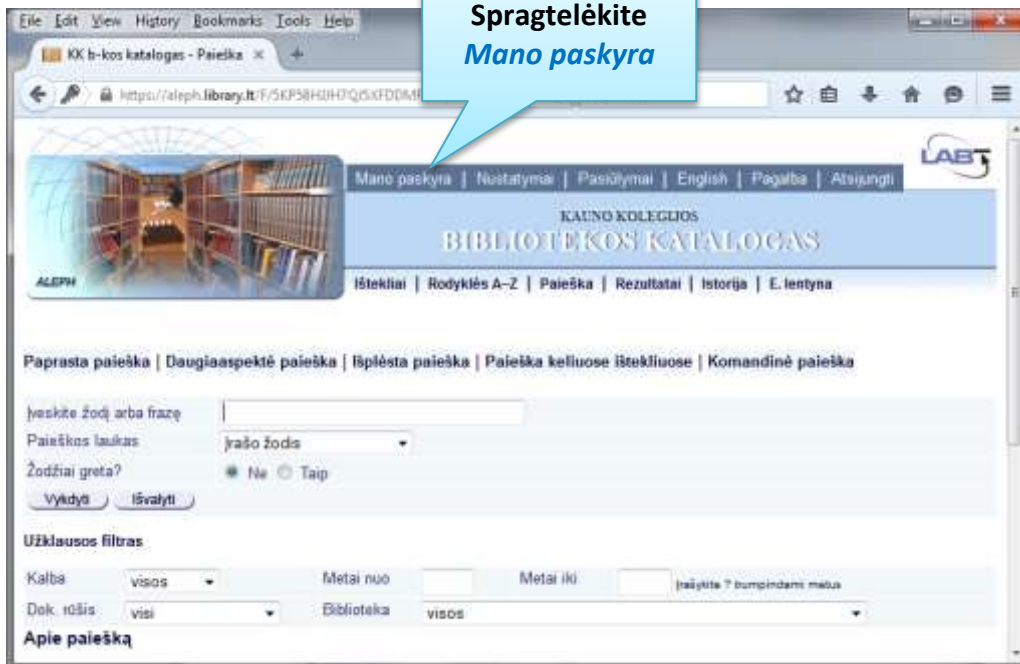 Spragtelėkite
Mano paskyra
File Edit View History Bookmarks Tools Help
KK b-kos katalogas - Paieška
https://aleph.library.lt/F/
LABT
Mano paskyra | Nustatymai | Pasiūlymai | English | Pagalba | Atsijungti
KAUNO KOLEGIJOS
BIBLIOTEKOS KATALOGAS
ALEPH
Ištekliai | Rodyklės A–Z | Paieška | Rezultatai | Istorija | E. lentyna
Paprasta paieška | Daugiaaspektė paieška | Išplėsta paieška | Paieška keliuose ištekliuose | Komandinė paieška
Įveskite žodį arba frazę
Paieškos laukas Įrašo žodis
Žodžiai greta? Ne Taip
Vykdyti Išvalyti
Užklausos filtras
Kalba visos Metai nuo Metai iki Įrašykite ? trumpindami metus
Dok. rūšis visi Biblioteka visos
Apie paiešką